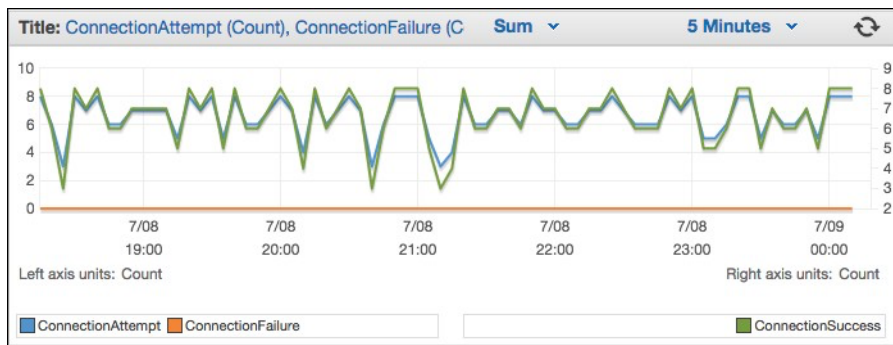 Title: ConnectionAttempt (Count), ConnectionFailure (C Sum 5 Minutes
10 9
8 8
7
6 6
4 5
4
2 3
0 2
7/08 7/08 7/08 7/08 7/08 7/09
19:00 20:00 21:00 22:00 23:00 00:00
Left axis units: Count Right axis units: Count
ConnectionAttempt ConnectionFailure ConnectionSuccess